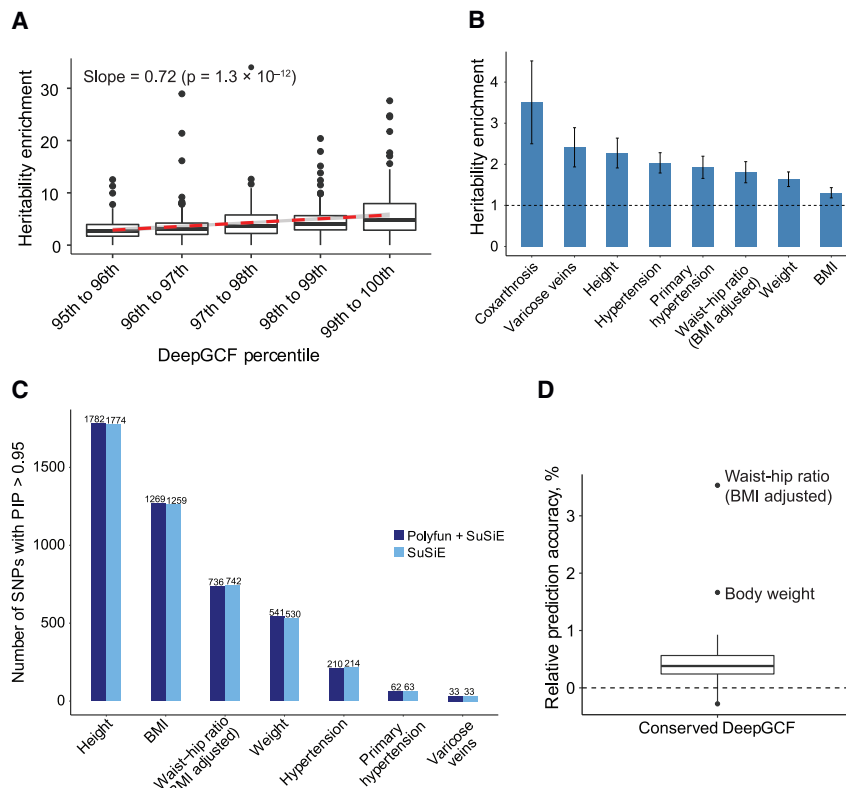 A
Slope = 0.72 (p = 1.3 × 10⁻¹²)
Heritability enrichment
30
20
10
0
95th to 96th
96th to 97th
97th to 98th
98th to 99th
99th to 100th
DeepGCF percentile
B
Heritability enrichment
4
3
2
1
0
Coxarthrosis
Varicose veins
Height
Hypertension
Primary
hypertension
Waist–hip ratio
(BMI adjusted)
Weight
BMI
C
Number of SNPs with PIP > 0.95
1500
1000
500
0
1782 1774
1269 1259
736 742
541 530
210 214
62 63
33 33
Polyfun + SuSiE
SuSiE
Height
BMI
Waist–hip ratio
BMI adjusted)
Weight
Hypertension
Primary
hypertension
Varicose
veins
D
Relative prediction accuracy, %
3
2
1
0
Waist-hip ratio
(BMI adjusted)
Body weight
Conserved DeepGCF